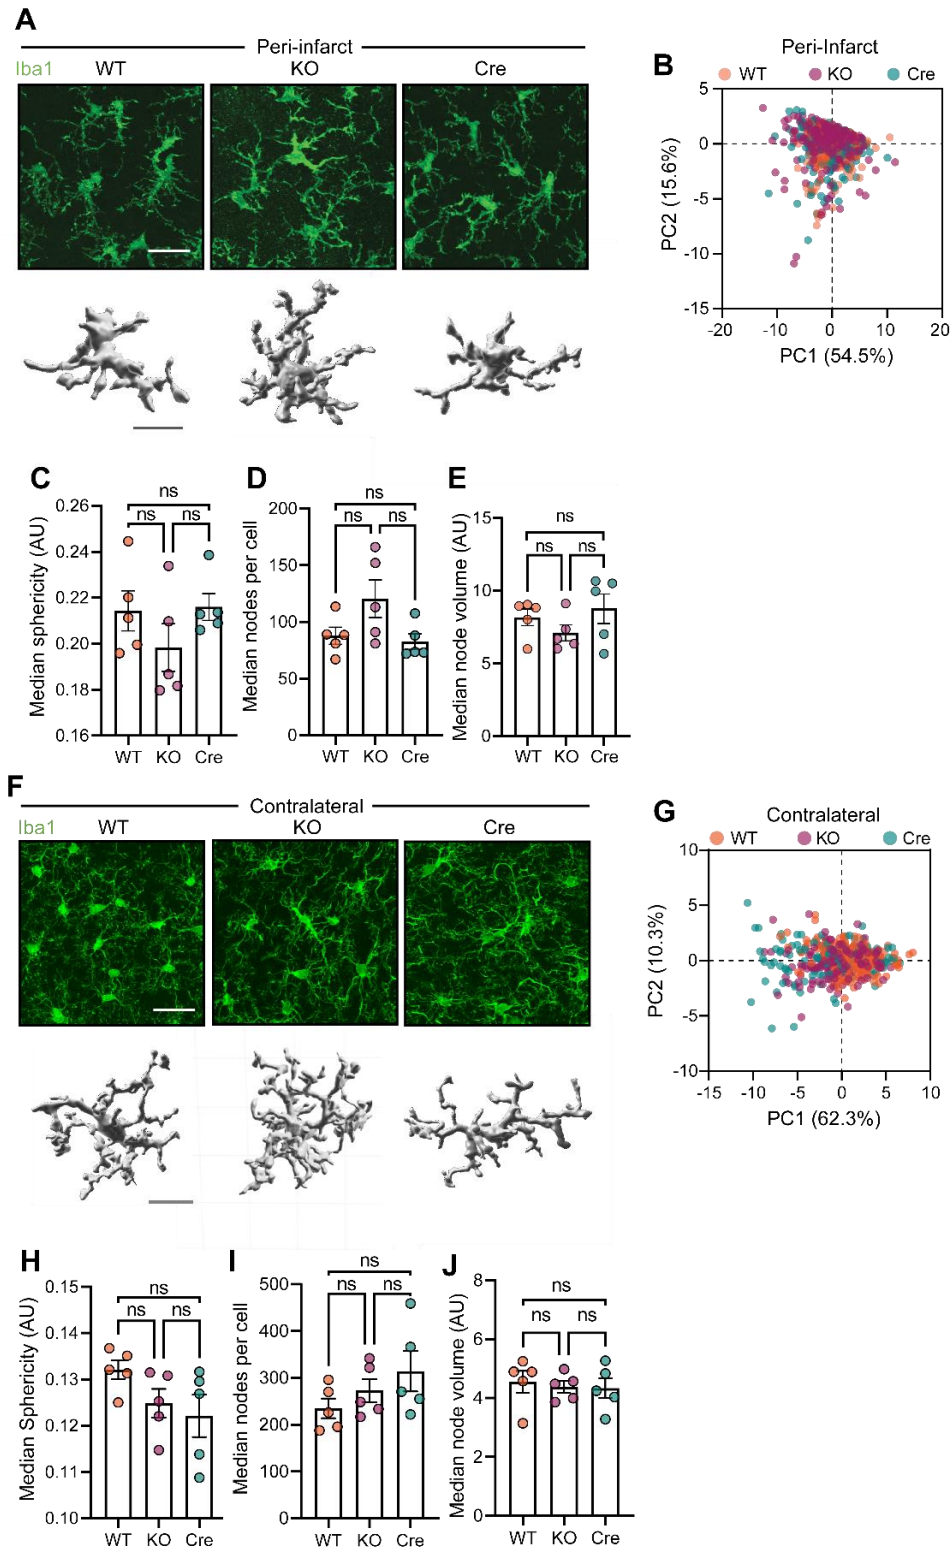 A
Peri-infarct
Iba1 WT KO Cre
B
Peri-Infarct
WT KO Cre
5
0
-5
-10
-15
PC2 (15.6%)
-20 -10 0 10 20
PC1 (54.5%)
C
ns
ns ns
0.26
0.24
0.22
0.20
0.18
0.16
Median sphericity (AU)
WT KO Cre
D
ns
ns ns
200
150
100
50
0
Median nodes per cell
WT KO Cre
E
ns
ns ns
15
10
5
0
Median node volume (AU)
WT KO Cre
F
Contralateral
Iba1 WT KO Cre
G
Contralateral
WT KO Cre
10
5
0
-5
-10
PC2 (10.3%)
-15 -10 -5 0 5 10
PC1 (62.3%)
H
ns
ns ns
0.15
0.14
0.13
0.12
0.11
0.10
Median Sphericity (AU)
WT KO Cre
I
ns
ns ns
500
400
300
200
100
0
Median nodes per cell
WT KO Cre
J
ns
ns ns
8
6
4
2
0
Median node volume (AU)
WT KO Cre